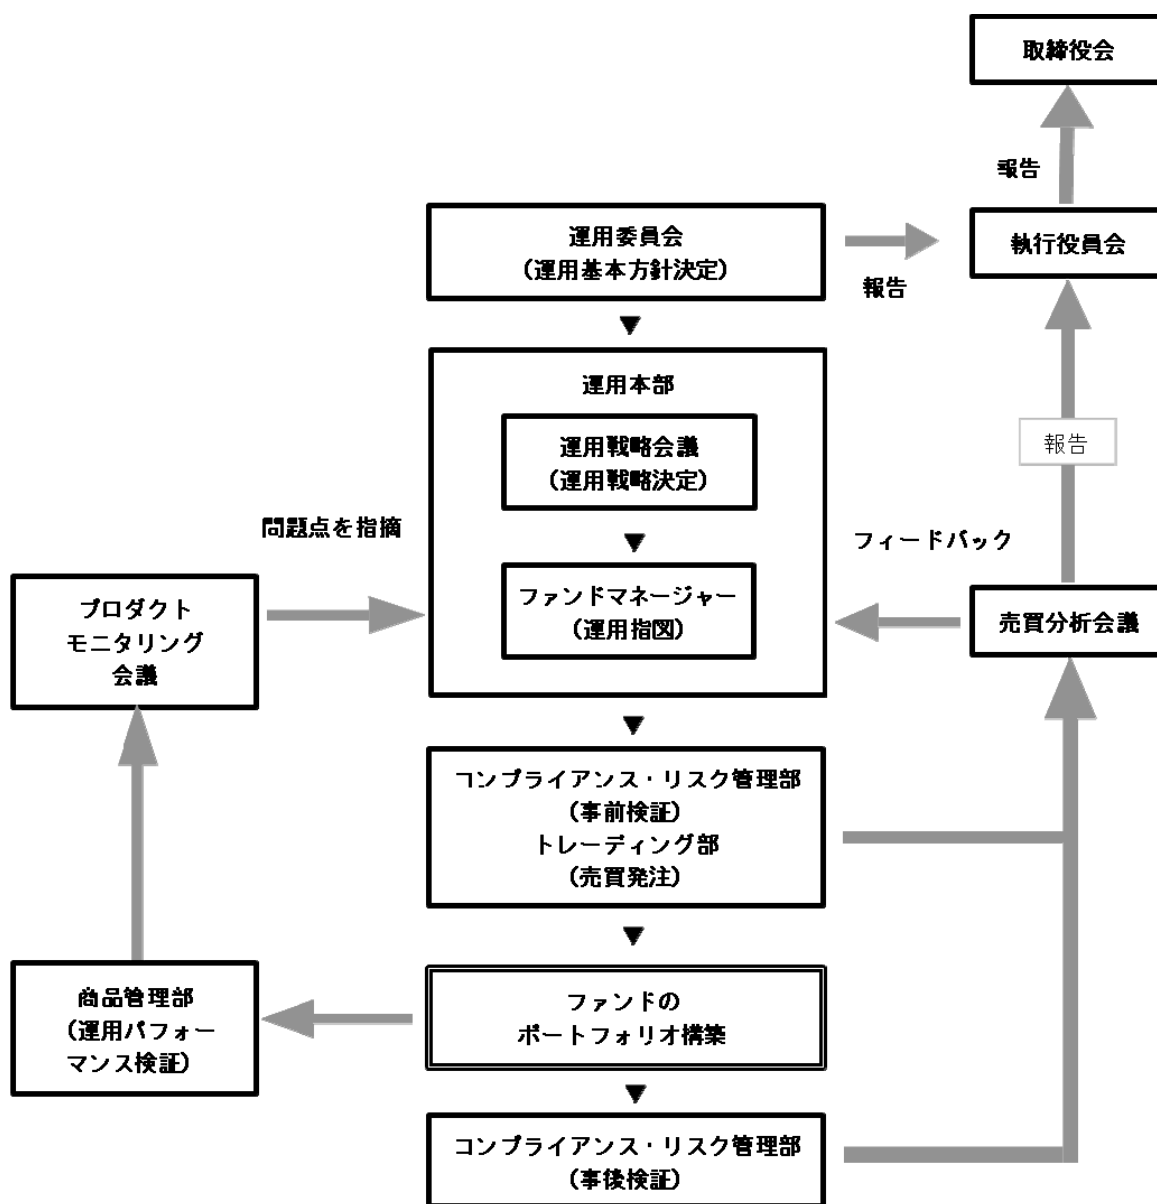 取締役会
報告
運用委員会
(運用基本方針決定)
報告
執行役員会
運用本部
運用戦略会議
(運用戦略決定)
報告
問題点を指摘
フィードバック
プロダクト
モニタリング
会議
ファンドマネージャー
(運用指図)
売買分析会議
コンプライアンス・リスク管理部
(事前検証)
トレーディング部
(売買発注)
商品管理部
(運用パフォー
マンス検証)
ファンドの
ポートフォリオ構築
コンプライアンス・リスク管理部
(事後検証)